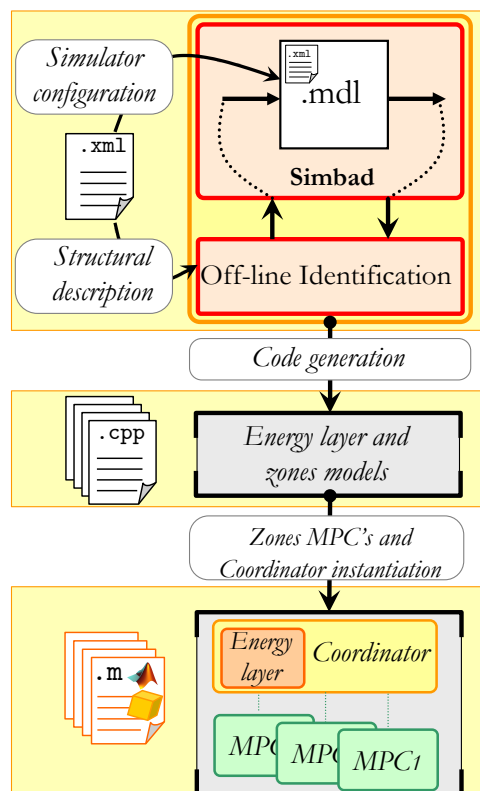 Simulator
configuration
.xml
.mdl
Simbad
.xml
Structural
description
Off-line Identification
Code generation
.cpp
Energy layer and
zones models
Zones MPC's and
Coordinator instantiation
.m
Energy
layer
Coordinator
MPC
MPC
MPC1